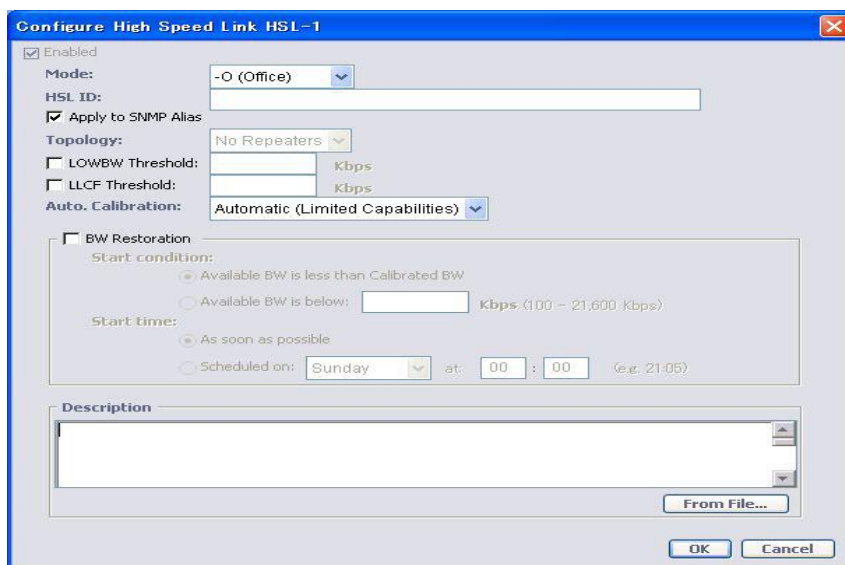 Configure High Speed Link HSL-1
Enabled
Mode: -O (Office)
HSL ID:
Apply to SNMP Alias
Topology: No Repeaters
LOWBW Threshold: Kbps
LLCF Threshold: Kbps
Auto. Calibration: Automatic (Limited Capabilities)
BW Restoration
Start condition:
Available BW is less than Calibrated BW
Available BW is below: Kbps (100 - 21,600 Kbps)
Start time:
As soon as possible
Scheduled on: Sunday at: 00 : 00 (e.g. 21:05)
Description
From File...
OK Cancel